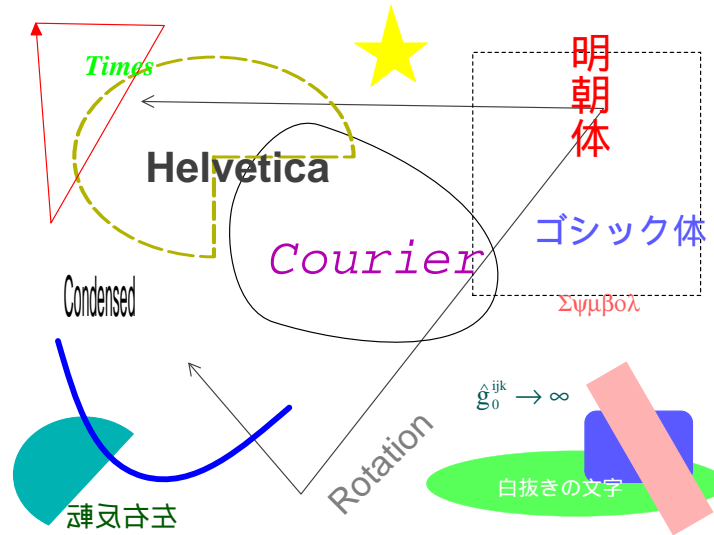 Times
明朝体
Helvetica
ゴシック体
Courier
Condensed
Σψμβολ
ĝ₀ⁱʲᵏ → ∞
Rotation
白抜きの文字
左右反転